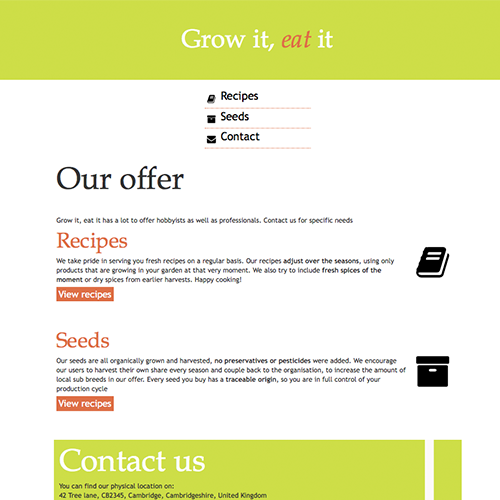 Grow it, eat it
Recipes
Seeds
Contact
Our offer
Grow it, eat it has a lot to offer hobbyists as well as professionals. Contact us for specific needs
Recipes
We take pride in serving you fresh recipes on a regular basis. Our recipes adjust over the seasons, using only
products that are growing in your garden at that very moment. We also try to include fresh spices of the
moment or dry spices from earlier harvests. Happy cooking!
View recipes
Seeds
Our seeds are all organically grown and harvested, no preservatives or pesticides were added. We encourage
our users to harvest their own share every season and couple back to the organisation, to increase the amount of
local sub breeds in our offer. Every seed you buy has a traceable origin, so you are in full control of your
production cycle
View recipes
Contact us
You can find our physical location on:
42 Tree lane, CB2345, Cambridge, Cambridgeshire, United Kingdom